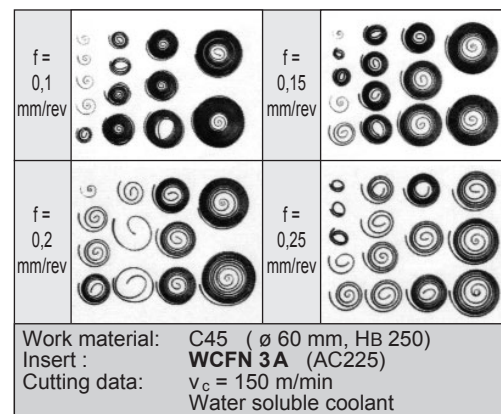 f =
0,1
mm/rev
f =
0,15
mm/rev
f =
0,2
mm/rev
f =
0,25
mm/rev
Work material: C45 ( ø 60 mm, HB 250)
Insert : WCFN 3A (AC225)
Cutting data: vc = 150 m/min
Water soluble coolant